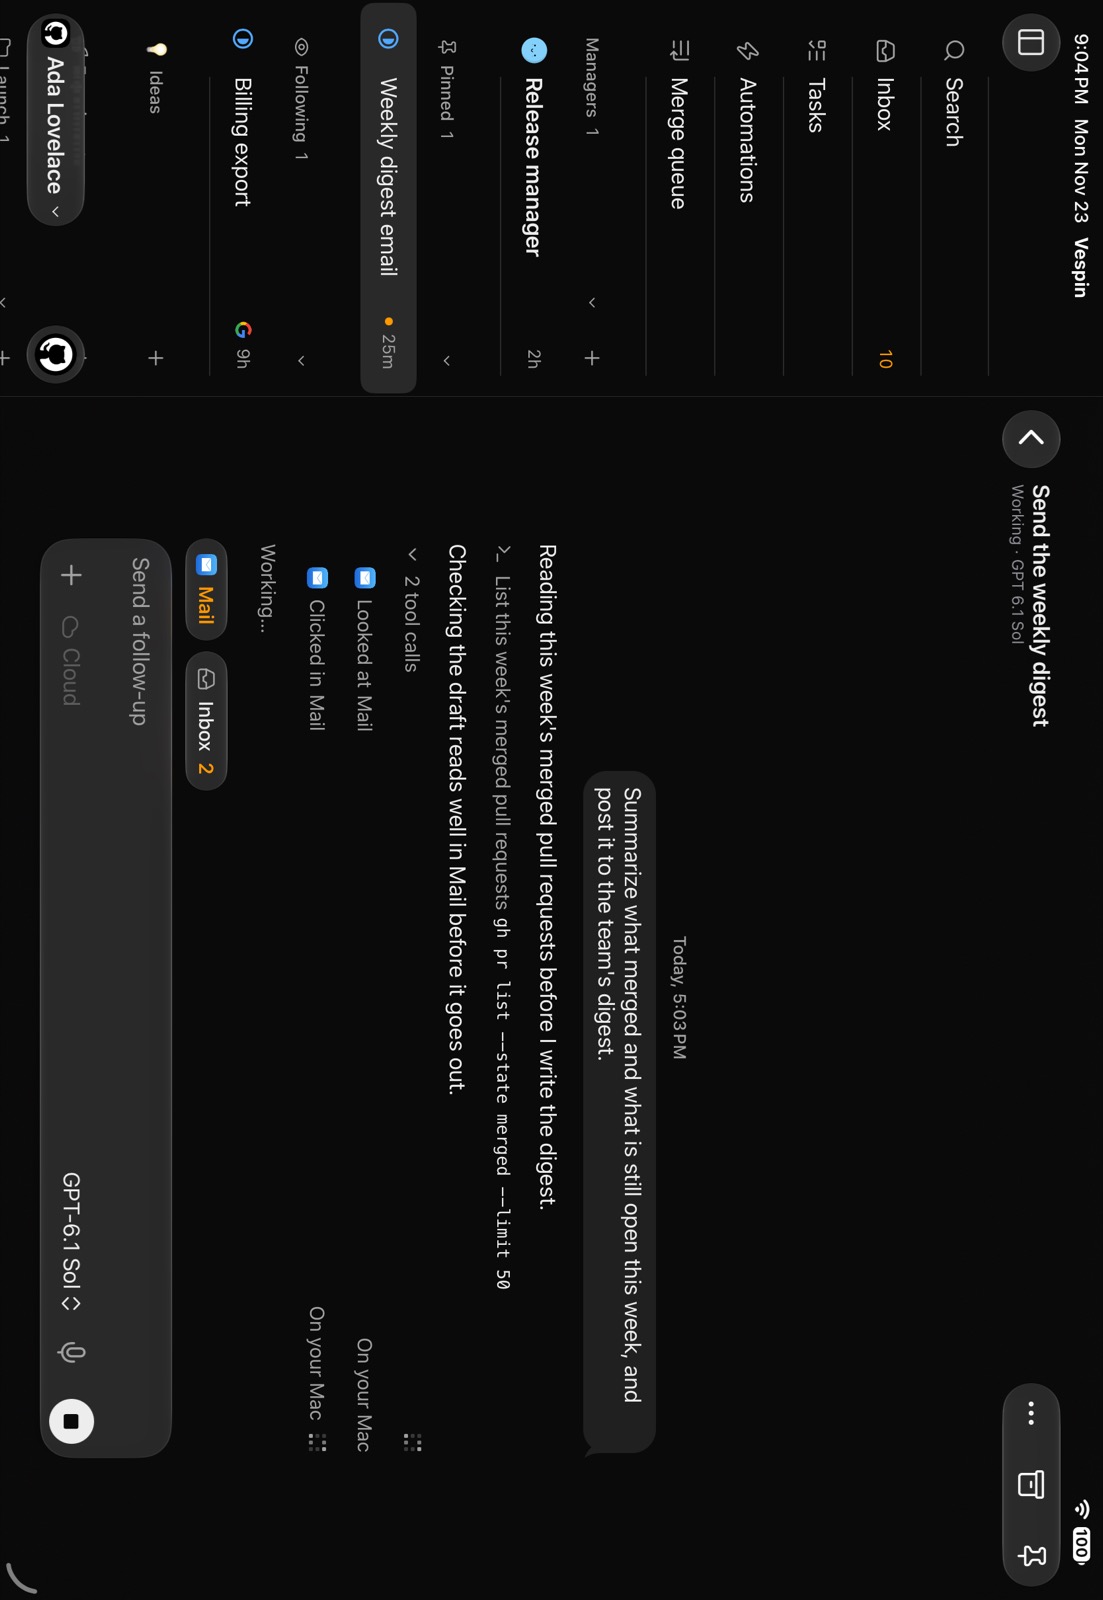 9:04 PM Mon Nov 23 Vespin
100
Search
Inbox 10
Tasks
Automations
Merge queue
Managers 1
Release manager 2h
Pinned 1
Weekly digest email 25m
Following 1
Billing export 9h
Ideas
Ada Lovelace
Launch 1
Send the weekly digest
Working · GPT 6.1 Sol
Today, 5:03 PM
Summarize what merged and what is still open this week, and
post it to the team's digest.
Reading this week's merged pull requests before I write the digest.
List this week's merged pull requests gh pr list --state merged --limit 50
Checking the draft reads well in Mail before it goes out.
2 tool calls
Looked at Mail On your Mac
Clicked in Mail On your Mac
Working...
Mail Inbox 2
Send a follow-up
Cloud GPT-6.1 Sol